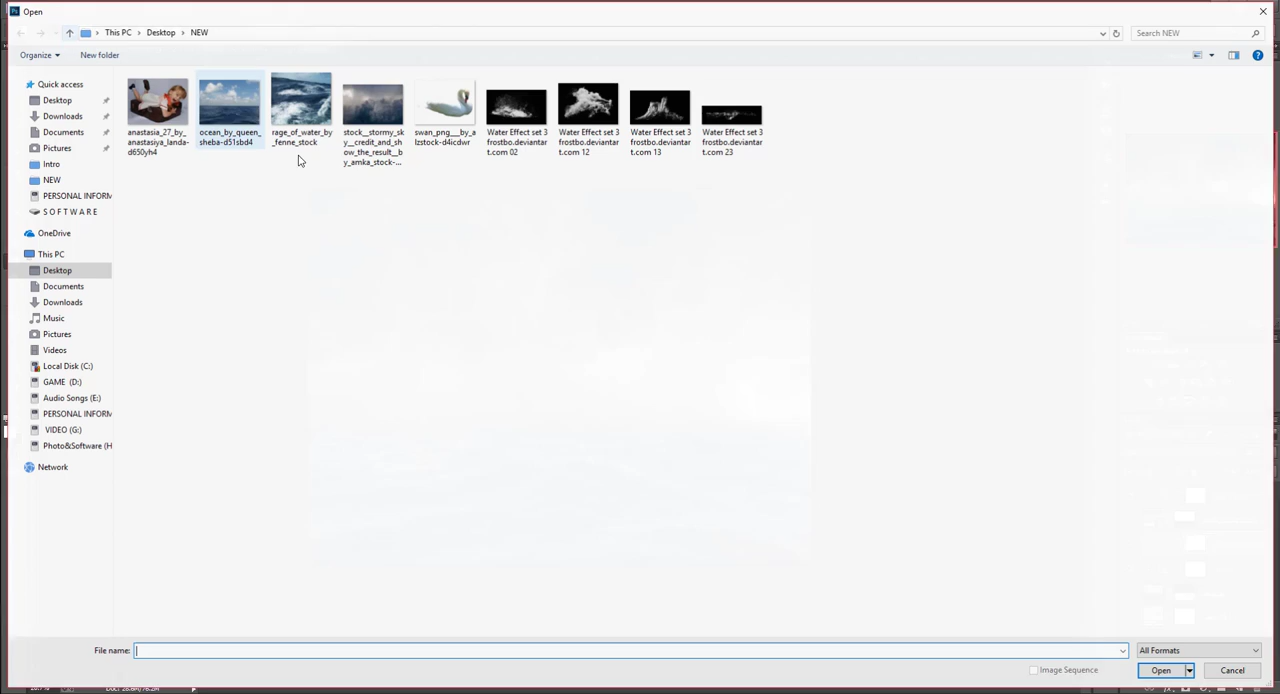 Open
This PC
Desktop
NEW
Search NEW
Organize
New folder
Quick access
Desktop
Downloads
Documents
Pictures
Intro
NEW
PERSONAL INFORM
S O F T W A R E
OneDrive
This PC
Desktop
Documents
Downloads
Music
Pictures
Videos
Local Disk (C:)
GAME (D:)
Audio Songs (E:)
PERSONAL INFORM
VIDEO (G:)
Photo&Software (H
Network
anastasia_27_by_
anastasiya_landa-
d650yh4
ocean_by_queen_
sheba-d51sbd4
rage_of_water_by
_fenne_stock
stock__stormy_sk
y__credit_and_sh
ow_the_result__b
y_amka_stock-...
swan_png___by_a
lzstock-d4icdwr
Water Effect set 3
frostbo.deviantar
t.com 02
Water Effect set 3
frostbo.deviantar
t.com 12
Water Effect set 3
frostbo.deviantar
t.com 13
Water Effect set 3
frostbo.deviantar
t.com 23
File name:
All Formats
Image Sequence
Open
Cancel